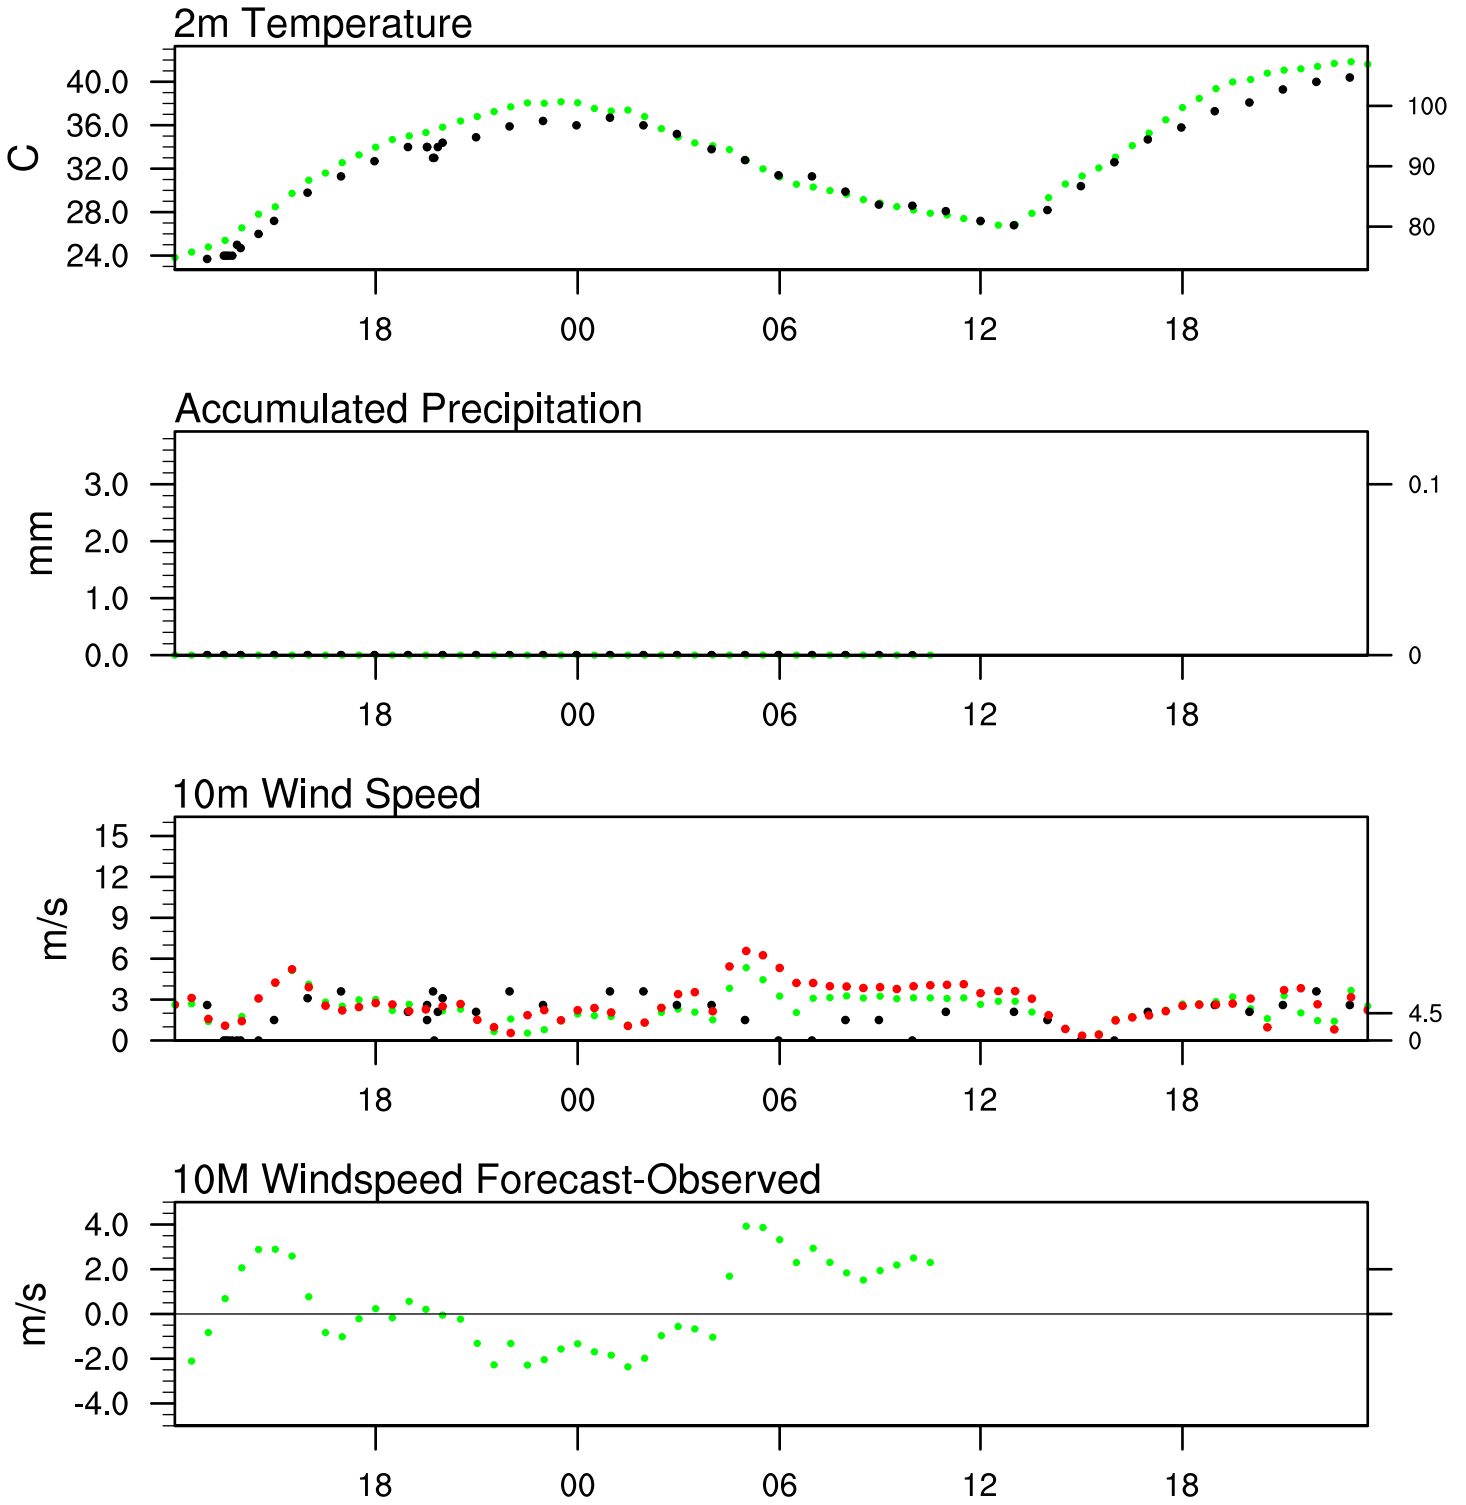 2m Temperature
40.0
36.0
32.0
28.0
24.0
C
100
90
80
18 00 06 12 18
Accumulated Precipitation
3.0
2.0
1.0
0.0
mm
0.1
0
18 00 06 12 18
10m Wind Speed
15
12
9
6
3
0
m/s
4.5
0
18 00 06 12 18
10M Windspeed Forecast-Observed
4.0
2.0
0.0
-2.0
-4.0
m/s
18 00 06 12 18